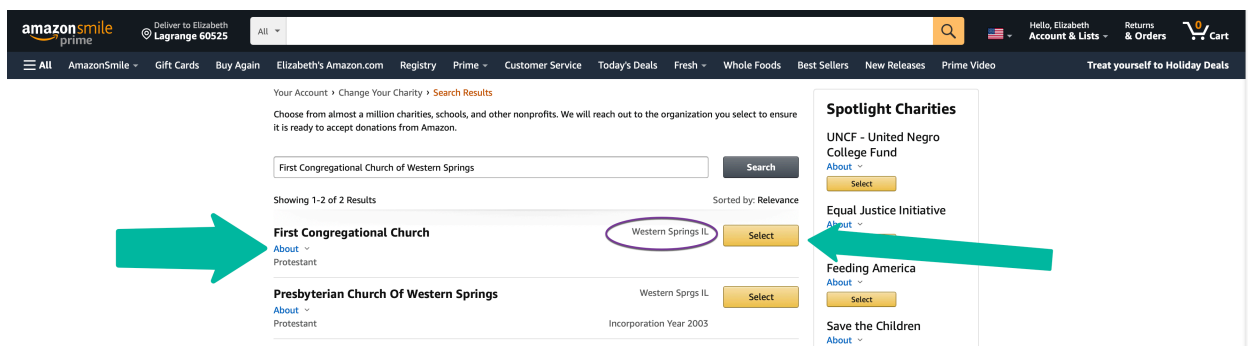 amazonsmile
prime
Deliver to Elizabeth
Lagrange 60525
All
Hello, Elizabeth
Account & Lists
Returns
& Orders
0
Cart
All AmazonSmile Gift Cards Buy Again Elizabeth's Amazon.com Registry Prime Customer Service Today's Deals Fresh Whole Foods Best Sellers New Releases Prime Video Treat yourself to Holiday Deals
Your Account › Change Your Charity › Search Results
Choose from almost a million charities, schools, and other nonprofits. We will reach out to the organization you select to ensure
it is ready to accept donations from Amazon.
First Congregational Church of Western Springs Search
Showing 1-2 of 2 Results Sorted by: Relevance
First Congregational Church Western Springs IL Select
About
Protestant
Presbyterian Church Of Western Springs Western Sprgs IL Select
About
Protestant Incorporation Year 2003
Spotlight Charities
UNCF - United Negro
College Fund
About
Select
Equal Justice Initiative
About
Feeding America
About
Select
Save the Children
About